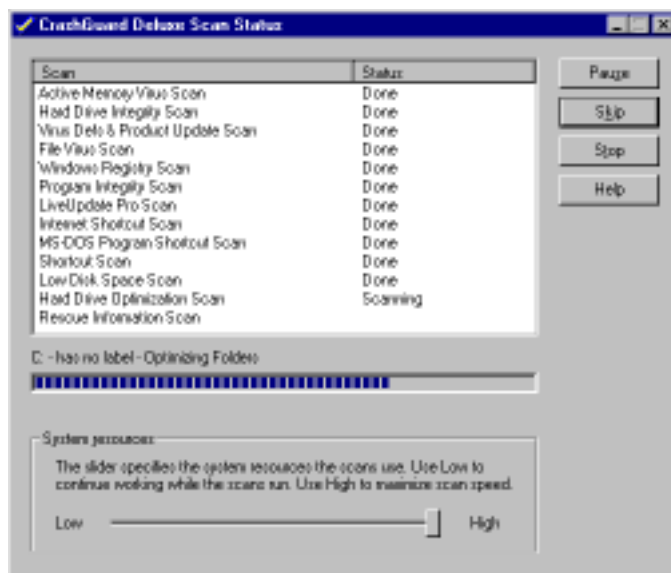 CrashGuard Deluxe Scan Status
Scan Status
Active Memory Virus Scan Done
Hard Drive Integrity Scan Done
Virus Defs & Product Update Scan Done
File Virus Scan Done
Windows Registry Scan Done
Program Integrity Scan Done
LiveUpdate Pro Scan Done
Internet Shortcut Scan Done
MS-DOS Program Shortcut Scan Done
Shortcut Scan Done
Low Disk Space Scan Done
Hard Drive Optimization Scan Scanning
Rescue Information Scan
Pause
Skip
Stop
Help
C: - has no label - Optimizing Folders
System resources
The slider specifies the system resources the scans use. Use Low to
continue working while the scans run. Use High to maximize scan speed.
Low High